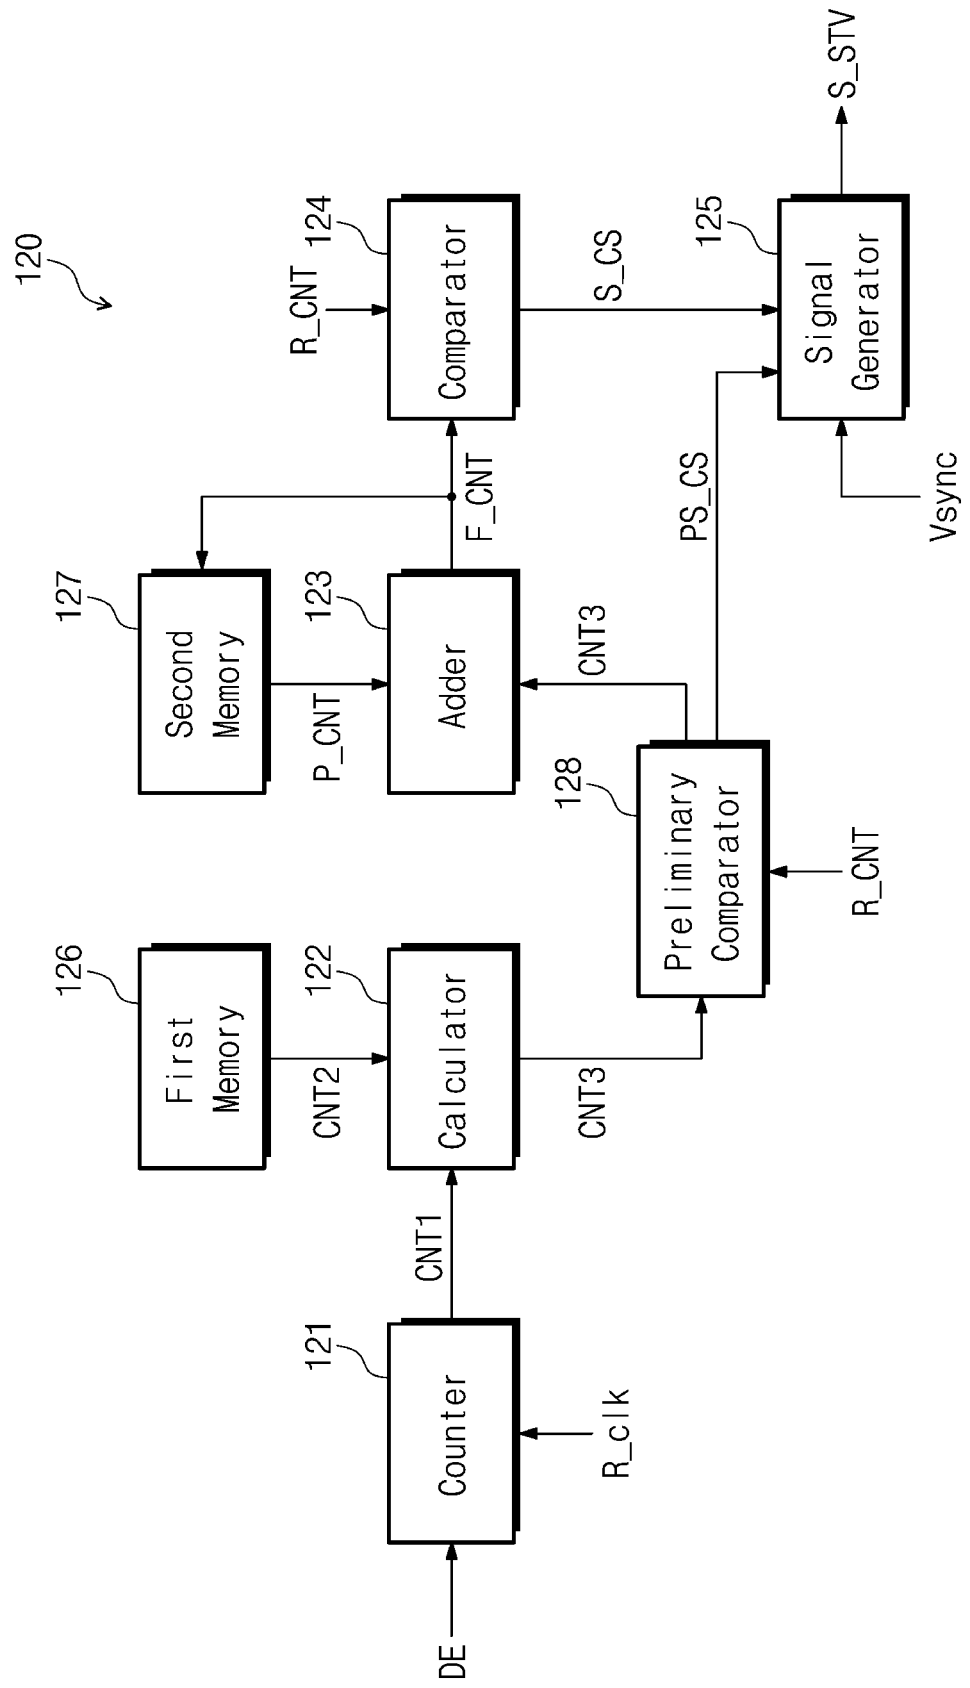 120
126
First
Memory
127
Second
Memory
CNT2
P_CNT
R_CNT
121
122
123
124
DE
Counter
CNT1
Calculator
Adder
F_CNT
Comparator
R_clk
CNT3
CNT3
S_CS
128
Preliminary
Comparator
PS_CS
R_CNT
125
Signal
Generator
S_STV
Vsync